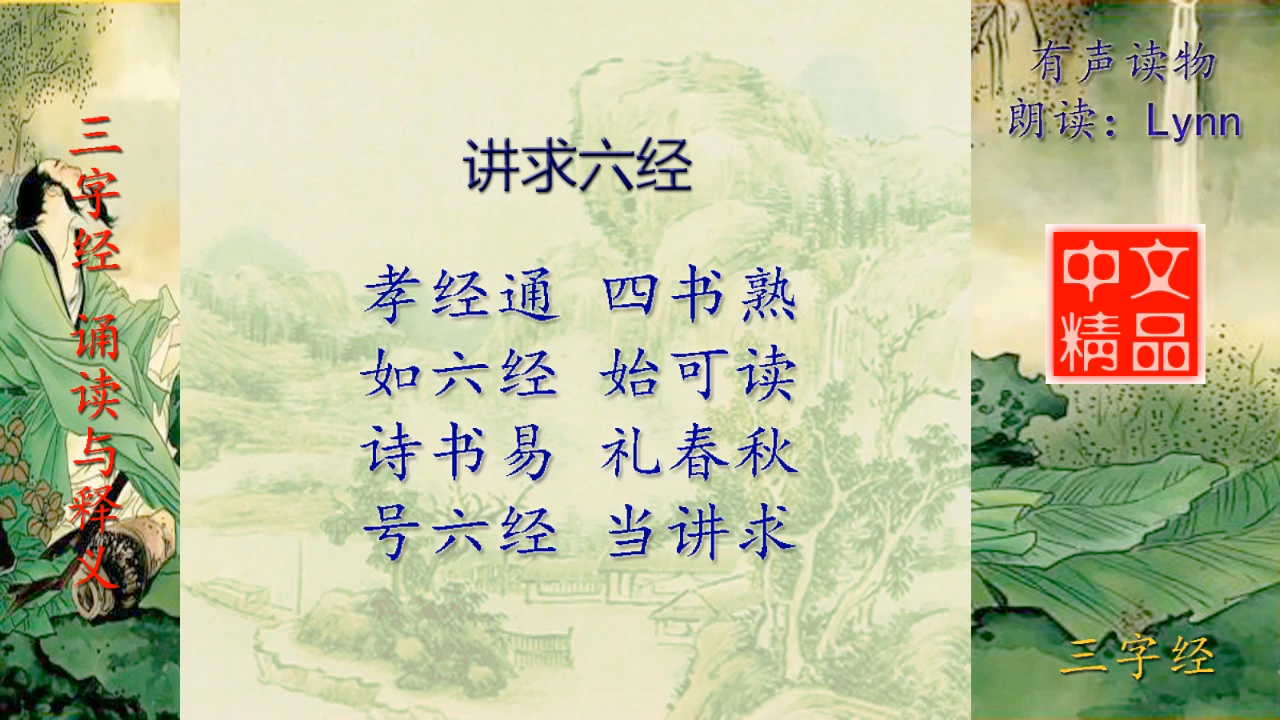 三字经 诵读与释义
讲求六经
孝经通 四书熟
如六经 始可读
诗书易 礼春秋
号六经 当讲求
有声读物
朗读：Lynn
中文
精品
三字经